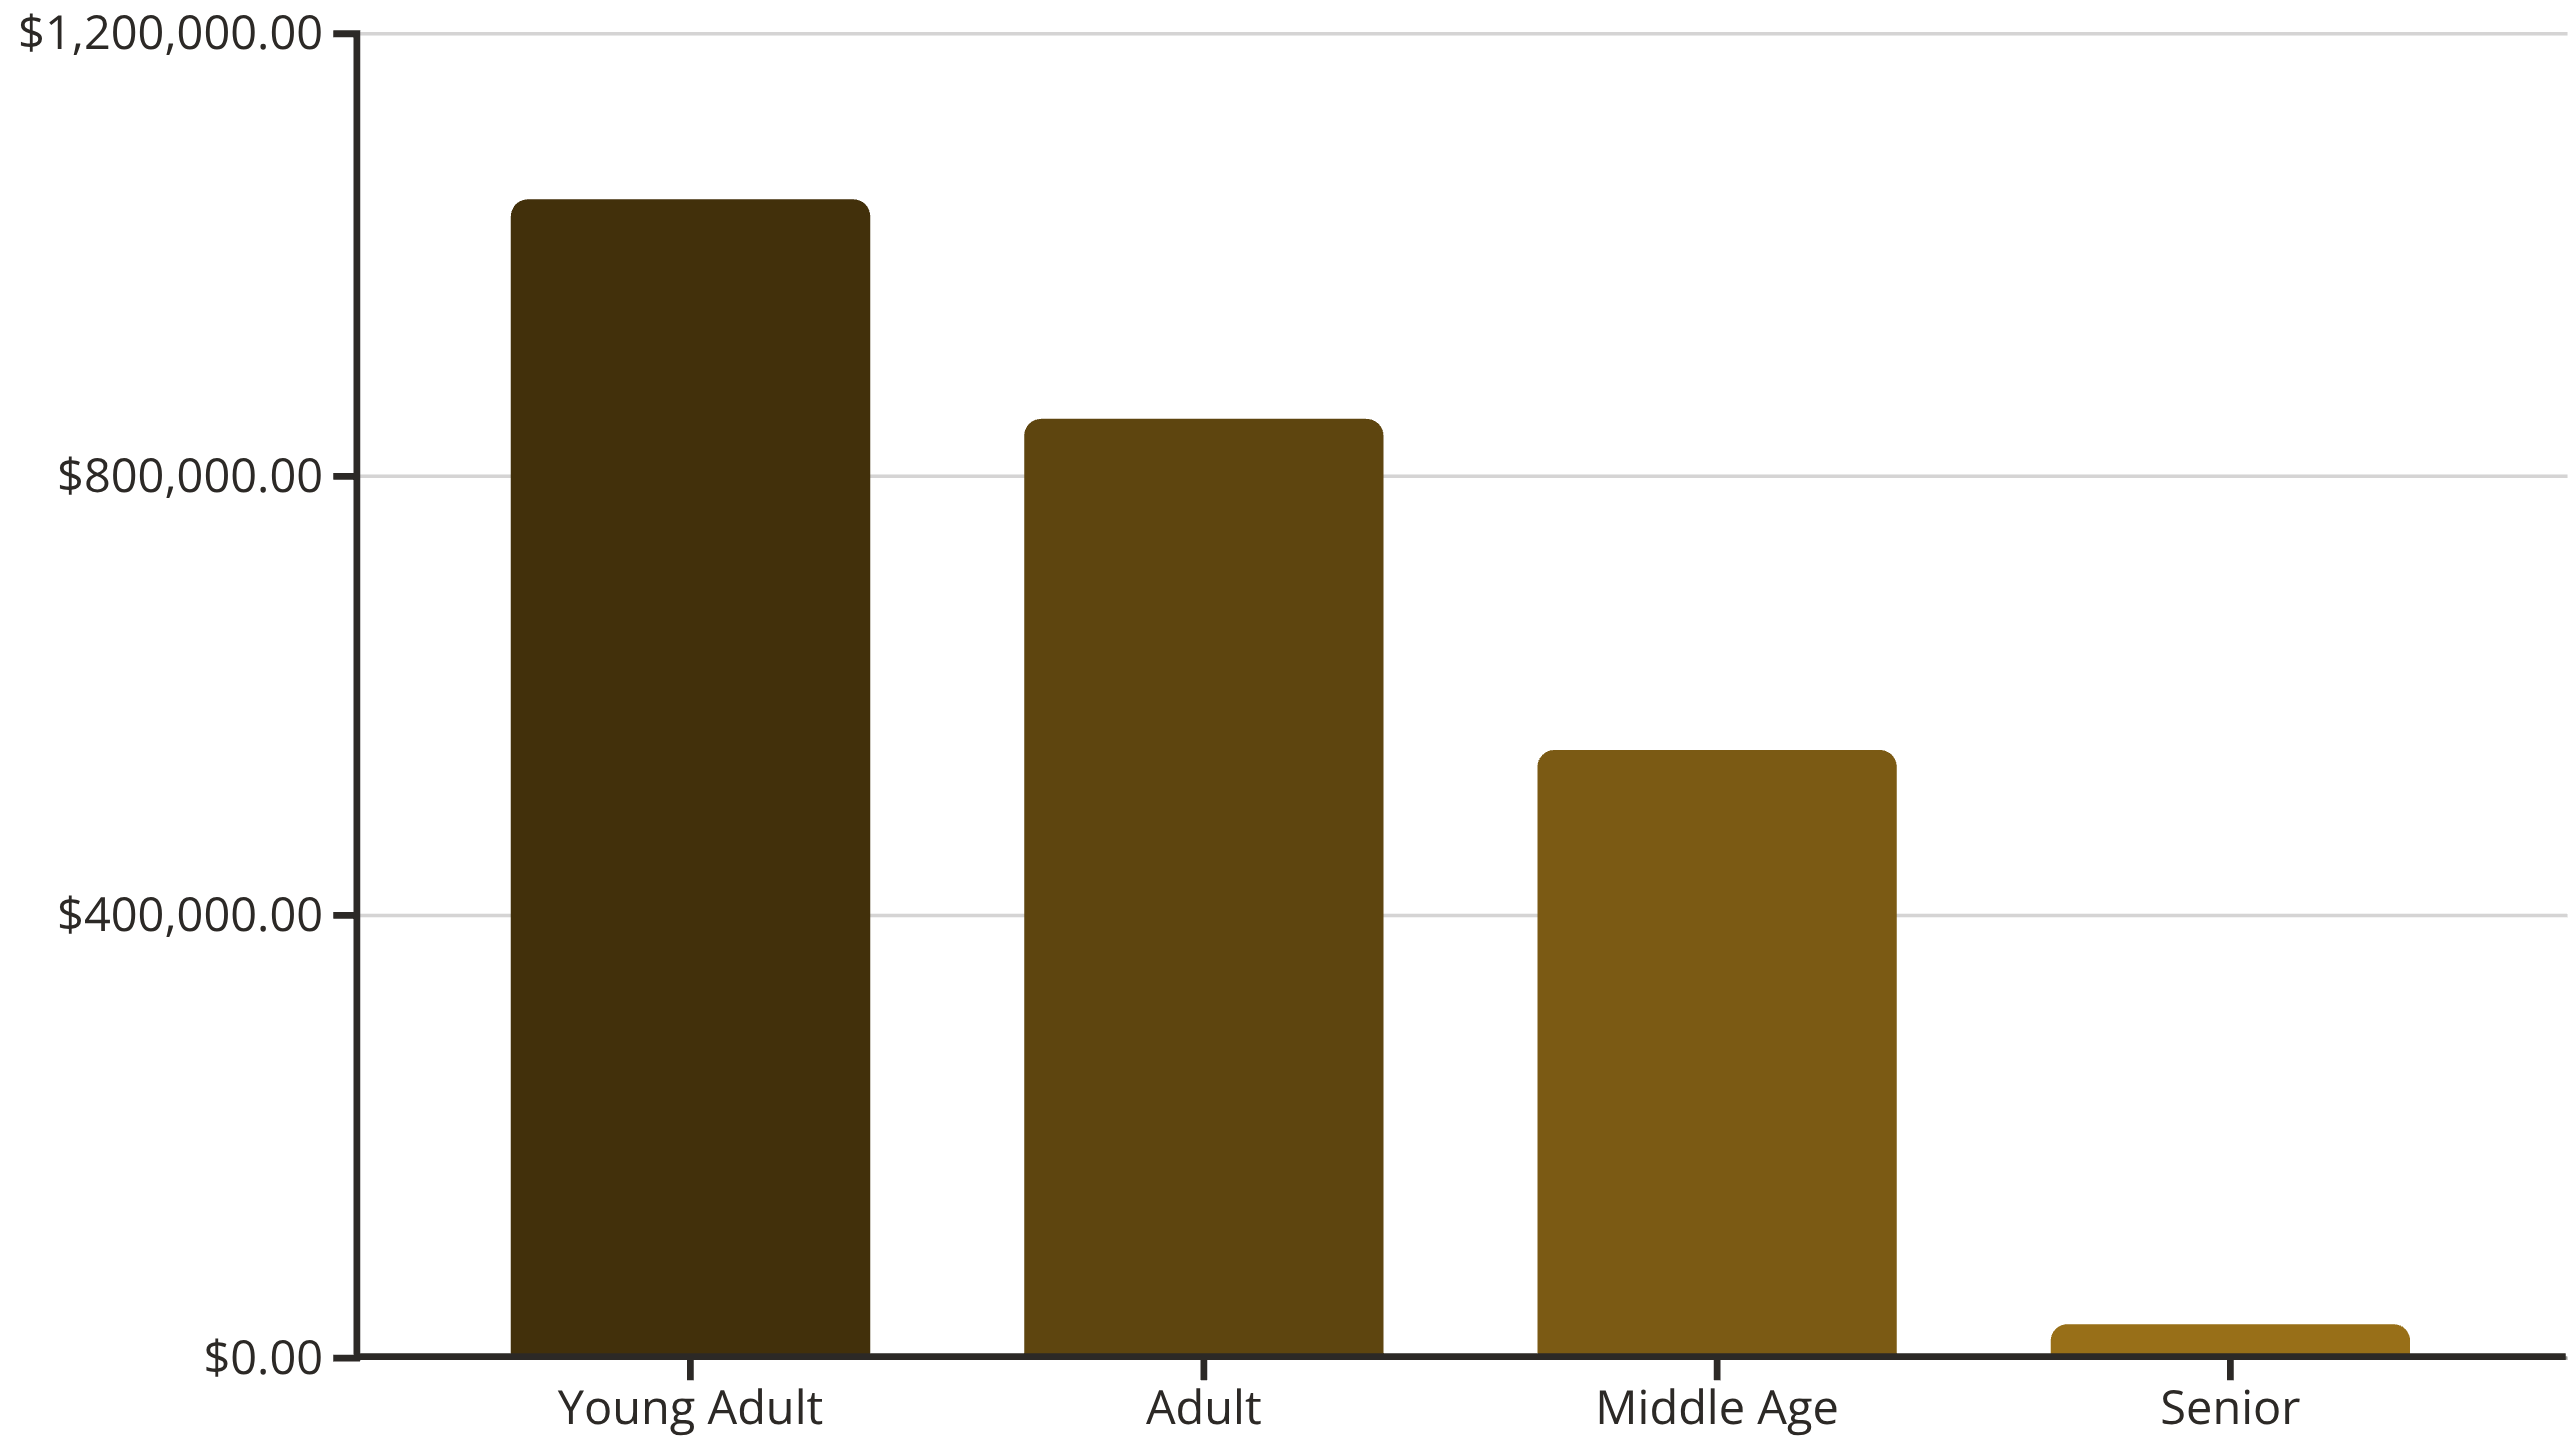 $1,200,000.00
$800,000.00
$400,000.00
$0.00
Young Adult
Adult
Middle Age
Senior